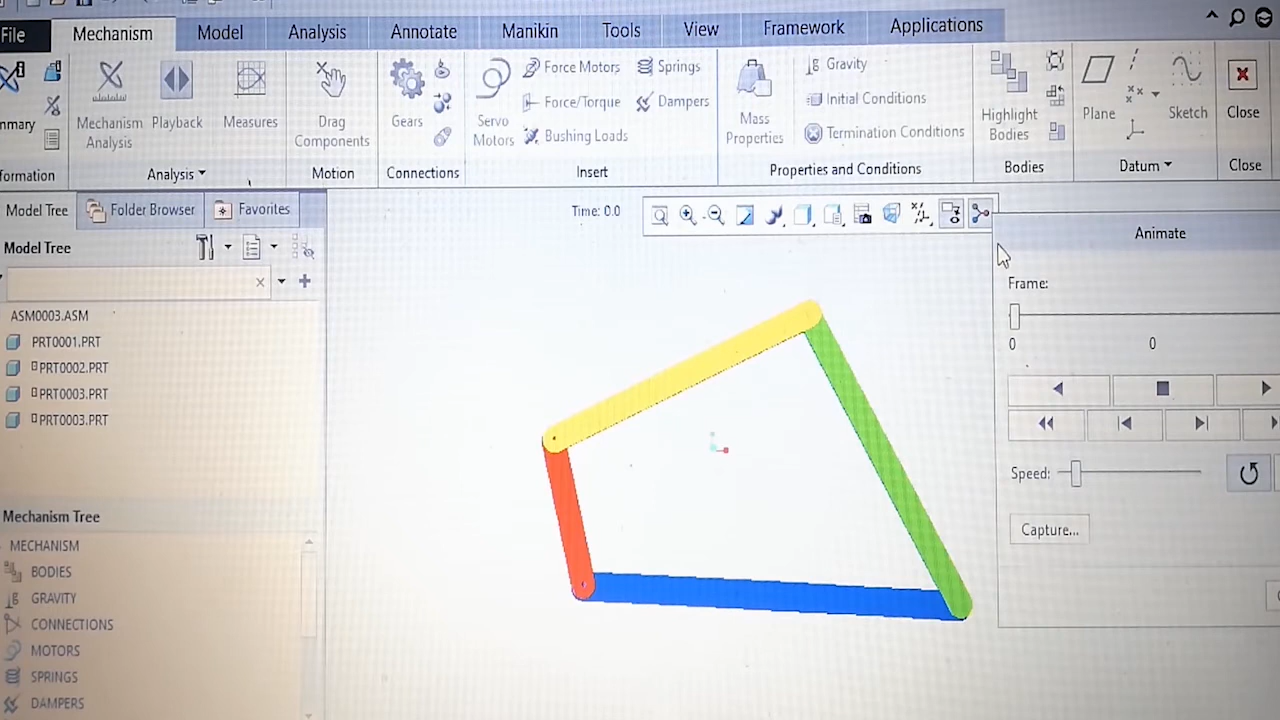 File Mechanism Model Analysis Annotate Manikin Tools View Framework Applications
Force Motors Springs Gravity
Force/Torque Dampers Initial Conditions
Bushing Loads Termination Conditions
Mechanism Analysis Playback Measures Drag Components Gears Servo Motors Mass Properties Highlight Bodies Plane Sketch Close
Analysis Motion Connections Insert Properties and Conditions Bodies Datum Close
Model Tree Folder Browser Favorites
Time: 0.0
Animate
Model Tree
Frame:
ASM0003.ASM
PRT0001.PRT
0 0
PRT0002.PRT
PRT0003.PRT
PRT0003.PRT
Speed:
Mechanism Tree
Capture...
MECHANISM
BODIES
GRAVITY
CONNECTIONS
MOTORS
SPRINGS
DAMPERS